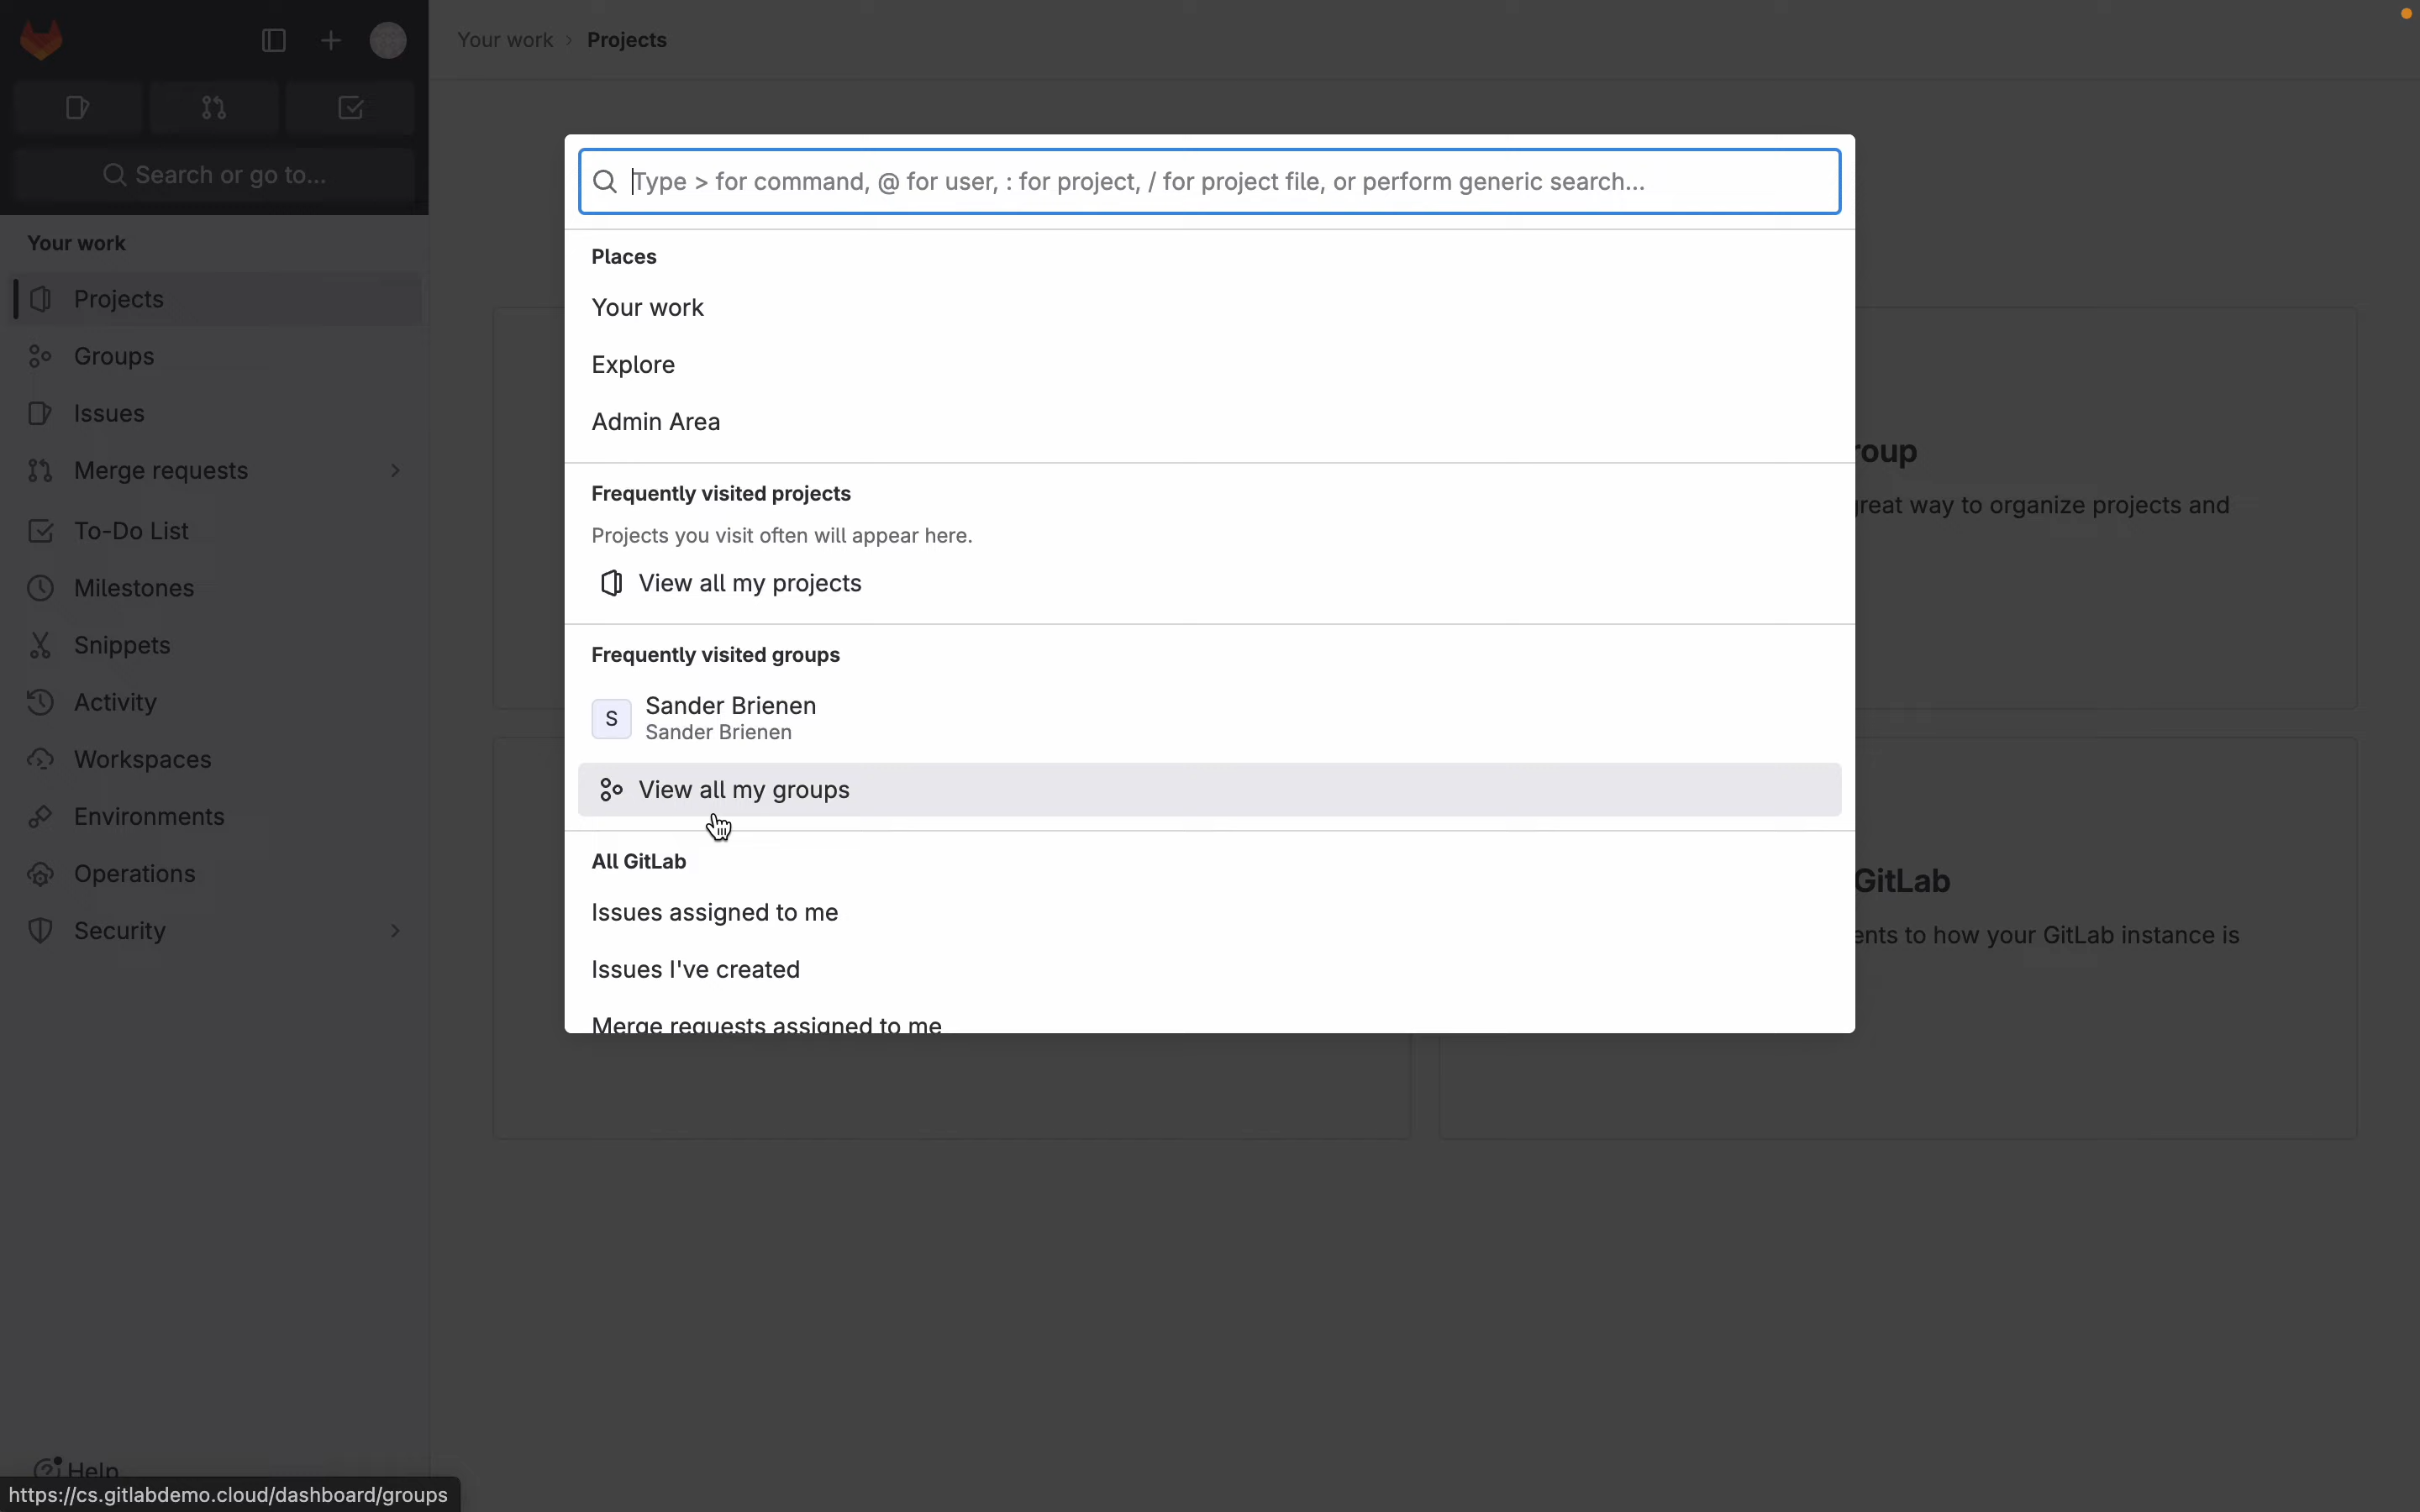 Your work › Projects
Search or go to...
Your work
Projects
Groups
Issues
Merge requests
To-Do List
Milestones
Snippets
Activity
Workspaces
Environments
Operations
Security
Help
https://cs.gitlabdemo.cloud/dashboard/groups
Type > for command, @ for user, : for project, / for project file, or perform generic search...
Places
Your work
Explore
Admin Area
Frequently visited projects
Projects you visit often will appear here.
View all my projects
Frequently visited groups
S
Sander Brienen
Sander Brienen
View all my groups
All GitLab
Issues assigned to me
Issues I've created
Merge requests assigned to me
roup
great way to organize projects and
GitLab
ents to how your GitLab instance is